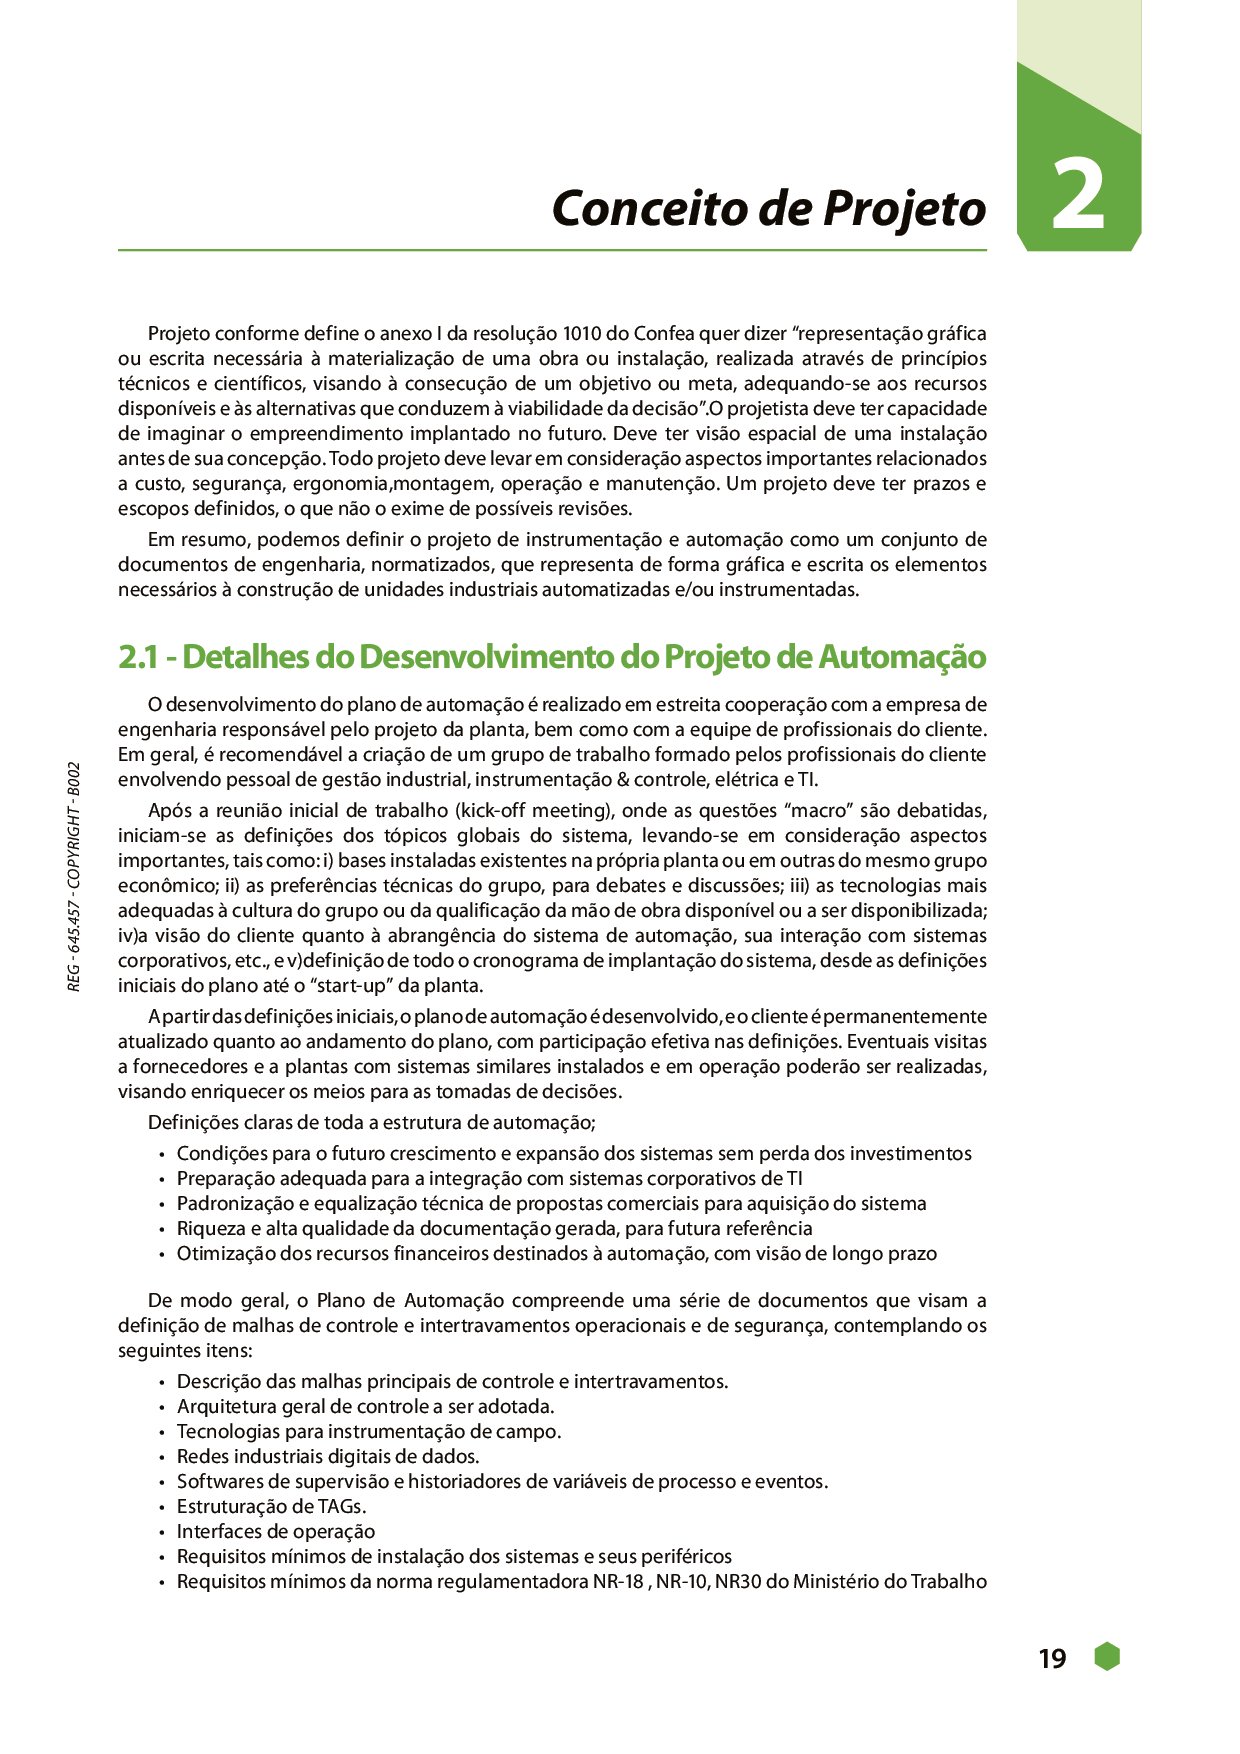 2
Conceito de Projeto
Projeto conforme define o anexo I da resolução 1010 do Confea quer dizer “representação gráfica
ou escrita necessária à materialização de uma obra ou instalação, realizada através de princípios
técnicos e científicos, visando à consecução de um objetivo ou meta, adequando-se aos recursos
disponíveis e às alternativas que conduzem à viabilidade da decisão”.O projetista deve ter capacidade
de imaginar o empreendimento implantado no futuro. Deve ter visão espacial de uma instalação
antes de sua concepção. Todo projeto deve levar em consideração aspectos importantes relacionados
a custo, segurança, ergonomia,montagem, operação e manutenção. Um projeto deve ter prazos e
escopos definidos, o que não o exime de possíveis revisões.
Em resumo, podemos definir o projeto de instrumentação e automação como um conjunto de
documentos de engenharia, normatizados, que representa de forma gráfica e escrita os elementos
necessários à construção de unidades industriais automatizadas e/ou instrumentadas.
2.1 - Detalhes do Desenvolvimento do Projeto de Automação
O desenvolvimento do plano de automação é realizado em estreita cooperação com a empresa de
engenharia responsável pelo projeto da planta, bem como com a equipe de profissionais do cliente.
Em geral, é recomendável a criação de um grupo de trabalho formado pelos profissionais do cliente
envolvendo pessoal de gestão industrial, instrumentação & controle, elétrica e TI.
Após a reunião inicial de trabalho (kick-off meeting), onde as questões “macro” são debatidas,
iniciam-se as definições dos tópicos globais do sistema, levando-se em consideração aspectos
importantes, tais como: i) bases instaladas existentes na própria planta ou em outras do mesmo grupo
econômico; ii) as preferências técnicas do grupo, para debates e discussões; iii) as tecnologias mais
adequadas à cultura do grupo ou da qualificação da mão de obra disponível ou a ser disponibilizada;
iv)a visão do cliente quanto à abrangência do sistema de automação, sua interação com sistemas
corporativos, etc., e v)definição de todo o cronograma de implantação do sistema, desde as definições
iniciais do plano até o “start-up” da planta.
A partir das definições iniciais, o plano de automação é desenvolvido, e o cliente é permanentemente
atualizado quanto ao andamento do plano, com participação efetiva nas definições. Eventuais visitas
a fornecedores e a plantas com sistemas similares instalados e em operação poderão ser realizadas,
visando enriquecer os meios para as tomadas de decisões.
Definições claras de toda a estrutura de automação;
• Condições para o futuro crescimento e expansão dos sistemas sem perda dos investimentos
• Preparação adequada para a integração com sistemas corporativos de TI
• Padronização e equalização técnica de propostas comerciais para aquisição do sistema
• Riqueza e alta qualidade da documentação gerada, para futura referência
• Otimização dos recursos financeiros destinados à automação, com visão de longo prazo
De modo geral, o Plano de Automação compreende uma série de documentos que visam a
definição de malhas de controle e intertravamentos operacionais e de segurança, contemplando os
seguintes itens:
• Descrição das malhas principais de controle e intertravamentos.
• Arquitetura geral de controle a ser adotada.
• Tecnologias para instrumentação de campo.
• Redes industriais digitais de dados.
• Softwares de supervisão e historiadores de variáveis de processo e eventos.
• Estruturação de TAGs.
• Interfaces de operação
• Requisitos mínimos de instalação dos sistemas e seus periféricos
• Requisitos mínimos da norma regulamentadora NR-18 , NR-10, NR30 do Ministério do Trabalho
REG - 645.457 - COPYRIGHT - B002
19